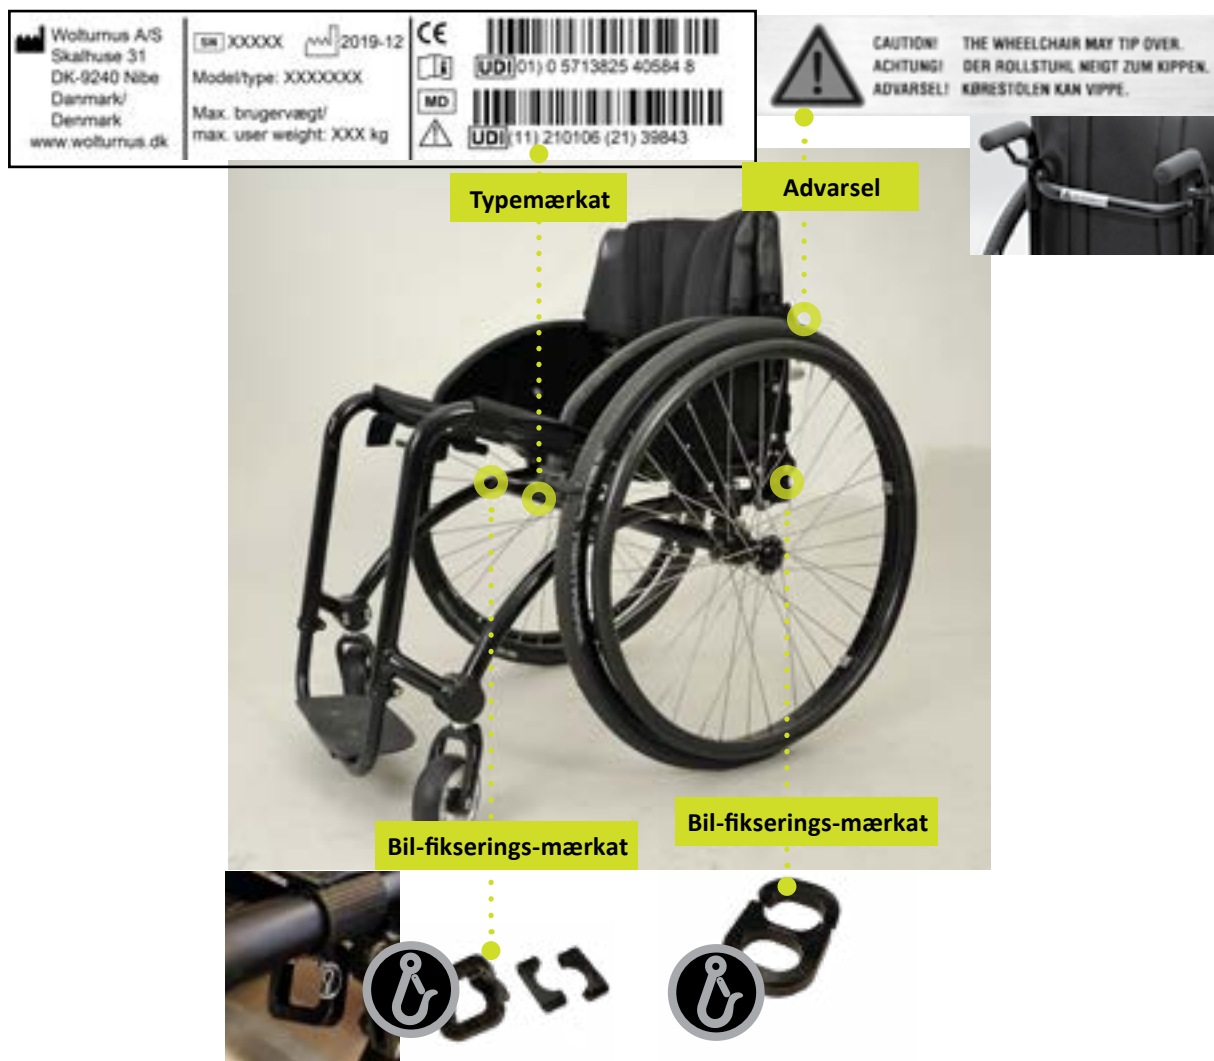 Wolturnus A/S
Skalhuse 31
DK-9240 Nibe
Danmark/
Denmark
www.wolturnus.dk
SN XXXXX 2019-12
Model/type: XXXXXXX
Max. brugervægt/
max. user weight: XXX kg
CE
MD
UDI (01) 0 5713825 40584 8
UDI (11) 210106 (21) 39843
CAUTION! THE WHEELCHAIR MAY TIP OVER.
ACHTUNG! DER ROLLSTUHL NEIGT ZUM KIPPEN.
ADVARSEL! KØRESTOLEN KAN VIPPE.
Typemærkat
Advarsel
Bil-fikserings-mærkat
Bil-fikserings-mærkat